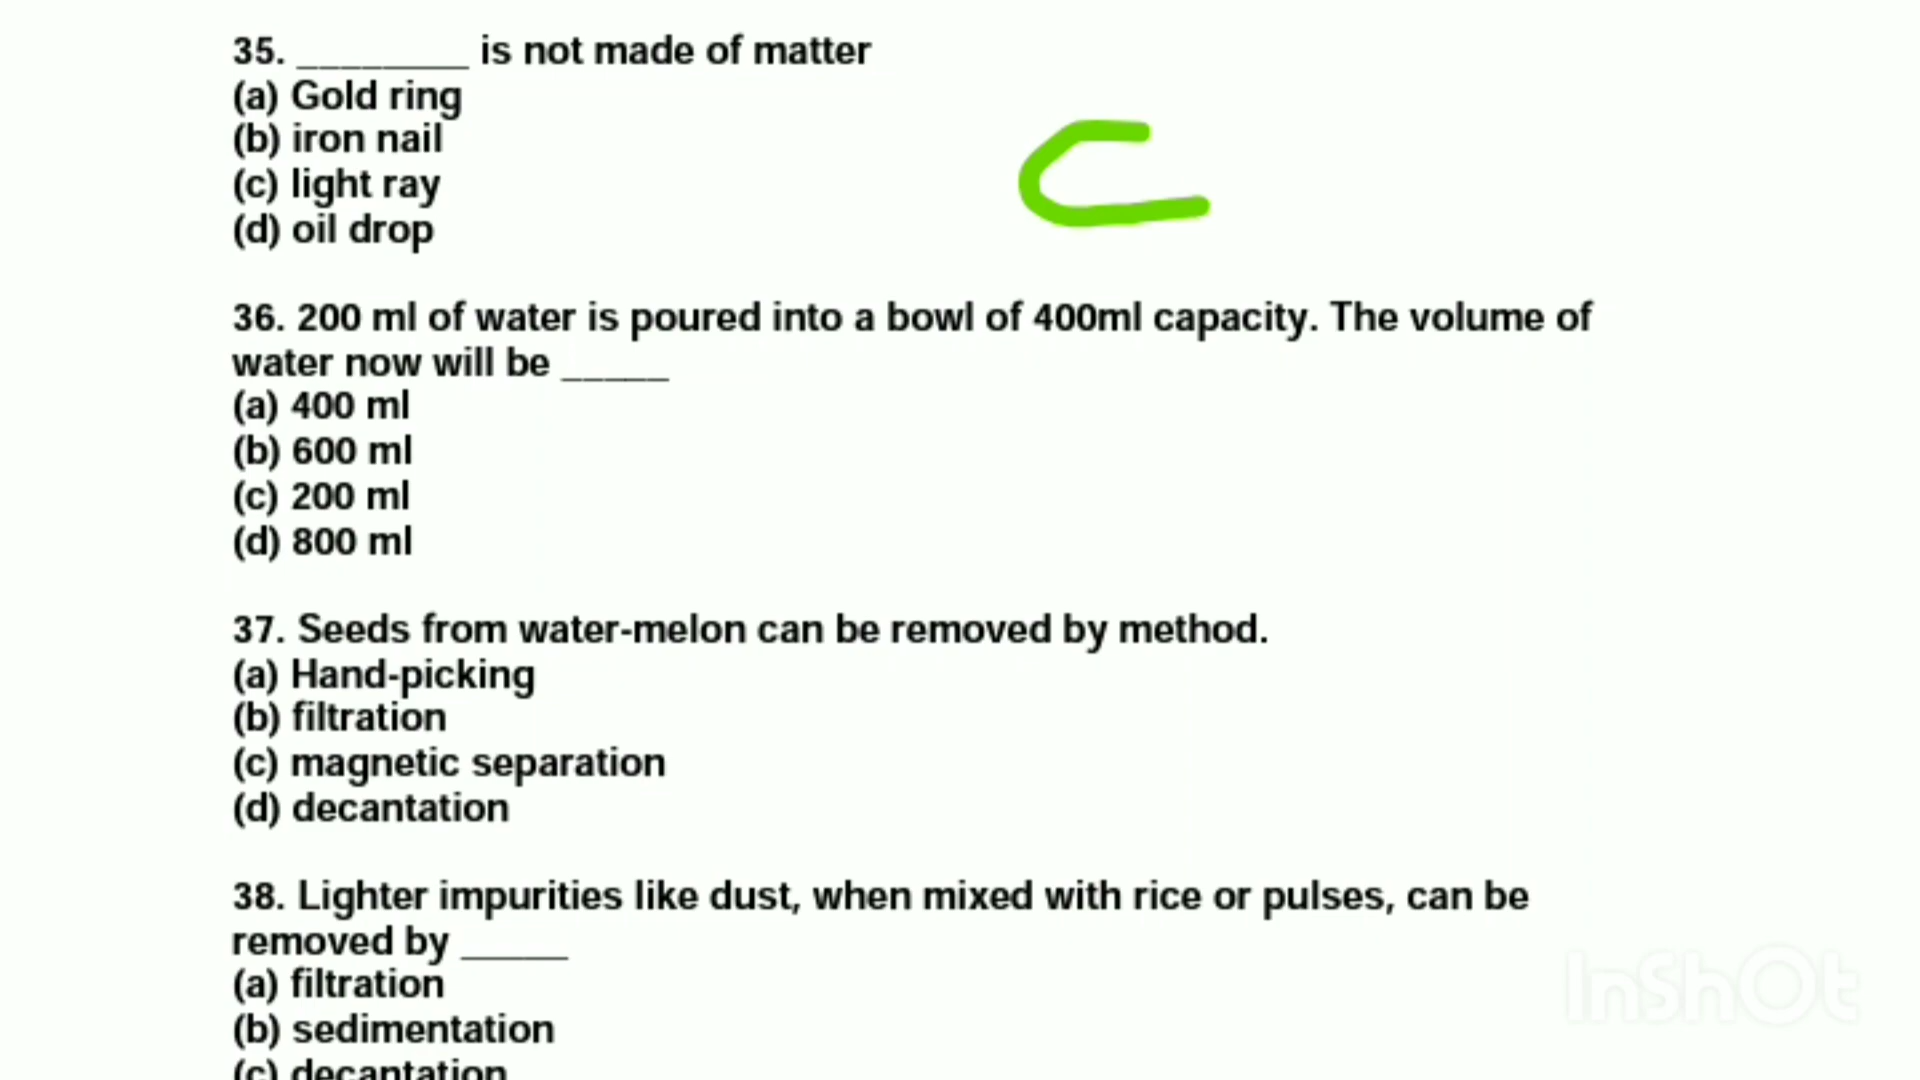 35. ________ is not made of matter
(a) Gold ring
(b) iron nail
(c) light ray
(d) oil drop
C
36. 200 ml of water is poured into a bowl of 400ml capacity. The volume of
water now will be _____
(a) 400 ml
(b) 600 ml
(c) 200 ml
(d) 800 ml
37. Seeds from water-melon can be removed by method.
(a) Hand-picking
(b) filtration
(c) magnetic separation
(d) decantation
38. Lighter impurities like dust, when mixed with rice or pulses, can be
removed by _____
(a) filtration
(b) sedimentation
(c) decantation
InShOt